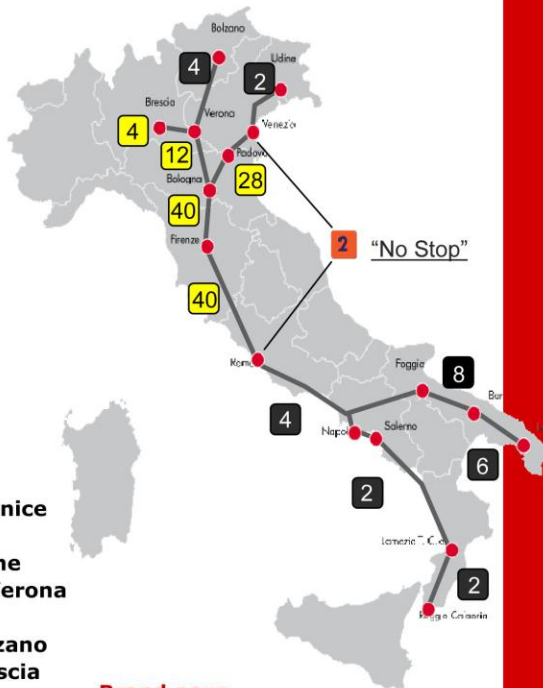 Bolzano
4
Udine
2
Brescia
Verona
Venezia
4
12
Padova
28
Bologna
40
2 "No Stop"
Firenze
40
Roma
Foggia
8
4
Napoli
Salerno
6
2
nice
ne
erona
2
zano
scia